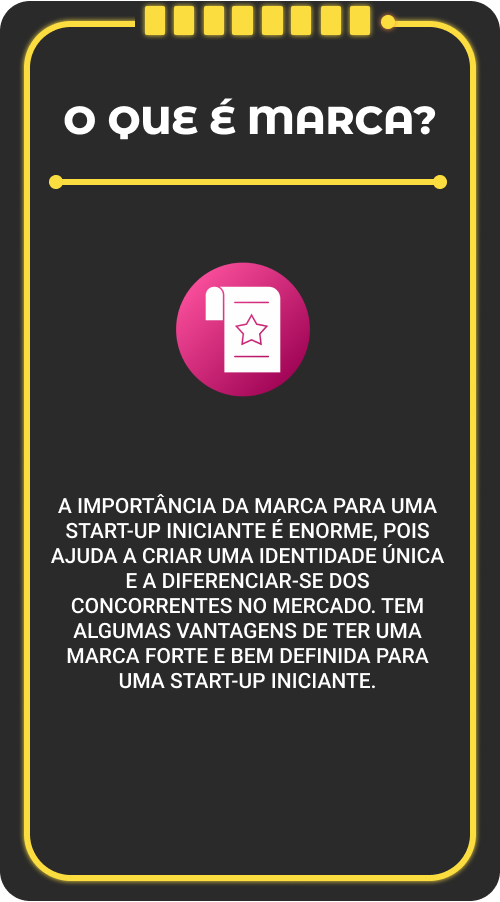 O QUE É MARCA?
A IMPORTÂNCIA DA MARCA PARA UMA
START-UP INICIANTE É ENORME, POIS
AJUDA A CRIAR UMA IDENTIDADE ÚNICA
E A DIFERENCIAR-SE DOS
CONCORRENTES NO MERCADO. TEM
ALGUMAS VANTAGENS DE TER UMA
MARCA FORTE E BEM DEFINIDA PARA
UMA START-UP INICIANTE.